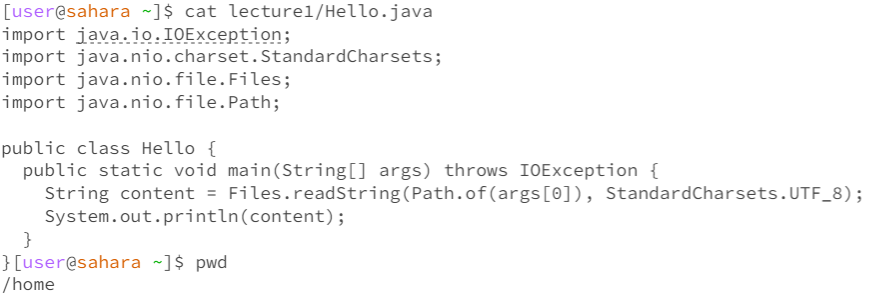 [user@sahara ~]$ cat lecture1/Hello.java
import java.io.IOException;
import java.nio.charset.StandardCharsets;
import java.nio.file.Files;
import java.nio.file.Path;

public class Hello {
  public static void main(String[] args) throws IOException {
    String content = Files.readString(Path.of(args[0]), StandardCharsets.UTF_8);
    System.out.println(content);
  }
}[user@sahara ~]$ pwd
/home